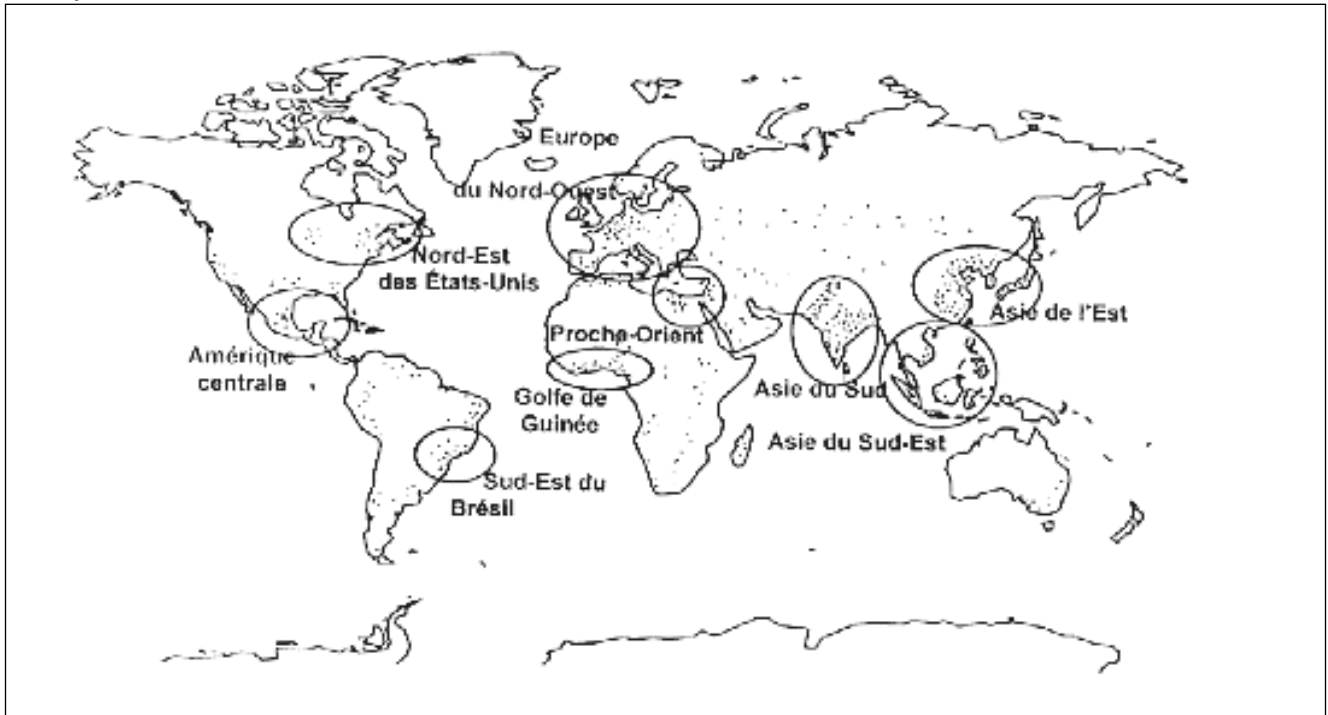 Europe
du Nord-Ouest
Nord-Est
des États-Unis
Asie de l'Est
Procha-Orient
Amérique
centrale
Asie du Sud
Golfe de
Guinée
Asie du Sud-Est
Sud-Est du
Brésil